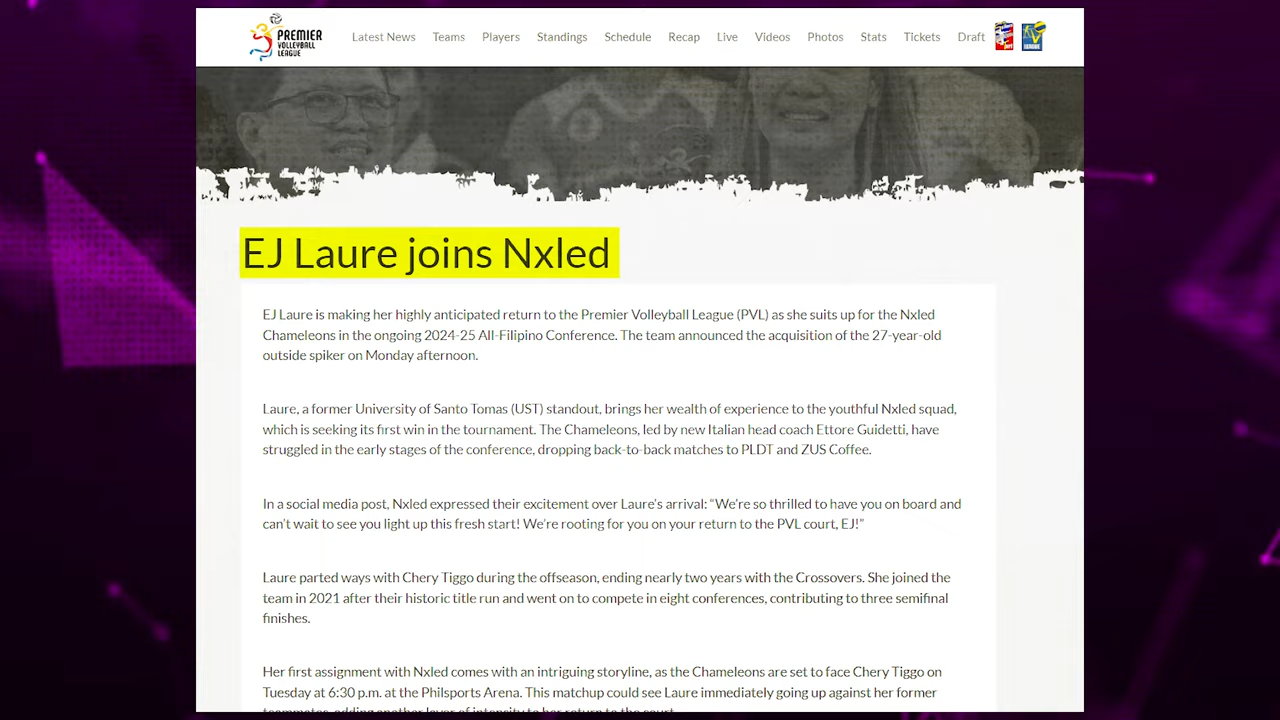 PREMIER
VOLLEYBALL
LEAGUE
Latest News Teams Players Standings Schedule Recap Live Videos Photos Stats Tickets Draft
EJ Laure joins Nxled
EJ Laure is making her highly anticipated return to the Premier Volleyball League (PVL) as she suits up for the Nxled
Chameleons in the ongoing 2024-25 All-Filipino Conference. The team announced the acquisition of the 27-year-old
outside spiker on Monday afternoon.
Laure, a former University of Santo Tomas (UST) standout, brings her wealth of experience to the youthful Nxled squad,
which is seeking its first win in the tournament. The Chameleons, led by new Italian head coach Ettore Guidetti, have
struggled in the early stages of the conference, dropping back-to-back matches to PLDT and ZUS Coffee.
In a social media post, Nxled expressed their excitement over Laure's arrival: “We're so thrilled to have you on board and
can't wait to see you light up this fresh start! We're rooting for you on your return to the PVL court, EJ!”
Laure parted ways with Chery Tiggo during the offseason, ending nearly two years with the Crossovers. She joined the
team in 2021 after their historic title run and went on to compete in eight conferences, contributing to three semifinal
finishes.
Her first assignment with Nxled comes with an intriguing storyline, as the Chameleons are set to face Chery Tiggo on
Tuesday at 6:30 p.m. at the Philsports Arena. This matchup could see Laure immediately going up against her former
teammates, adding another layer of intensity to her return to the court.